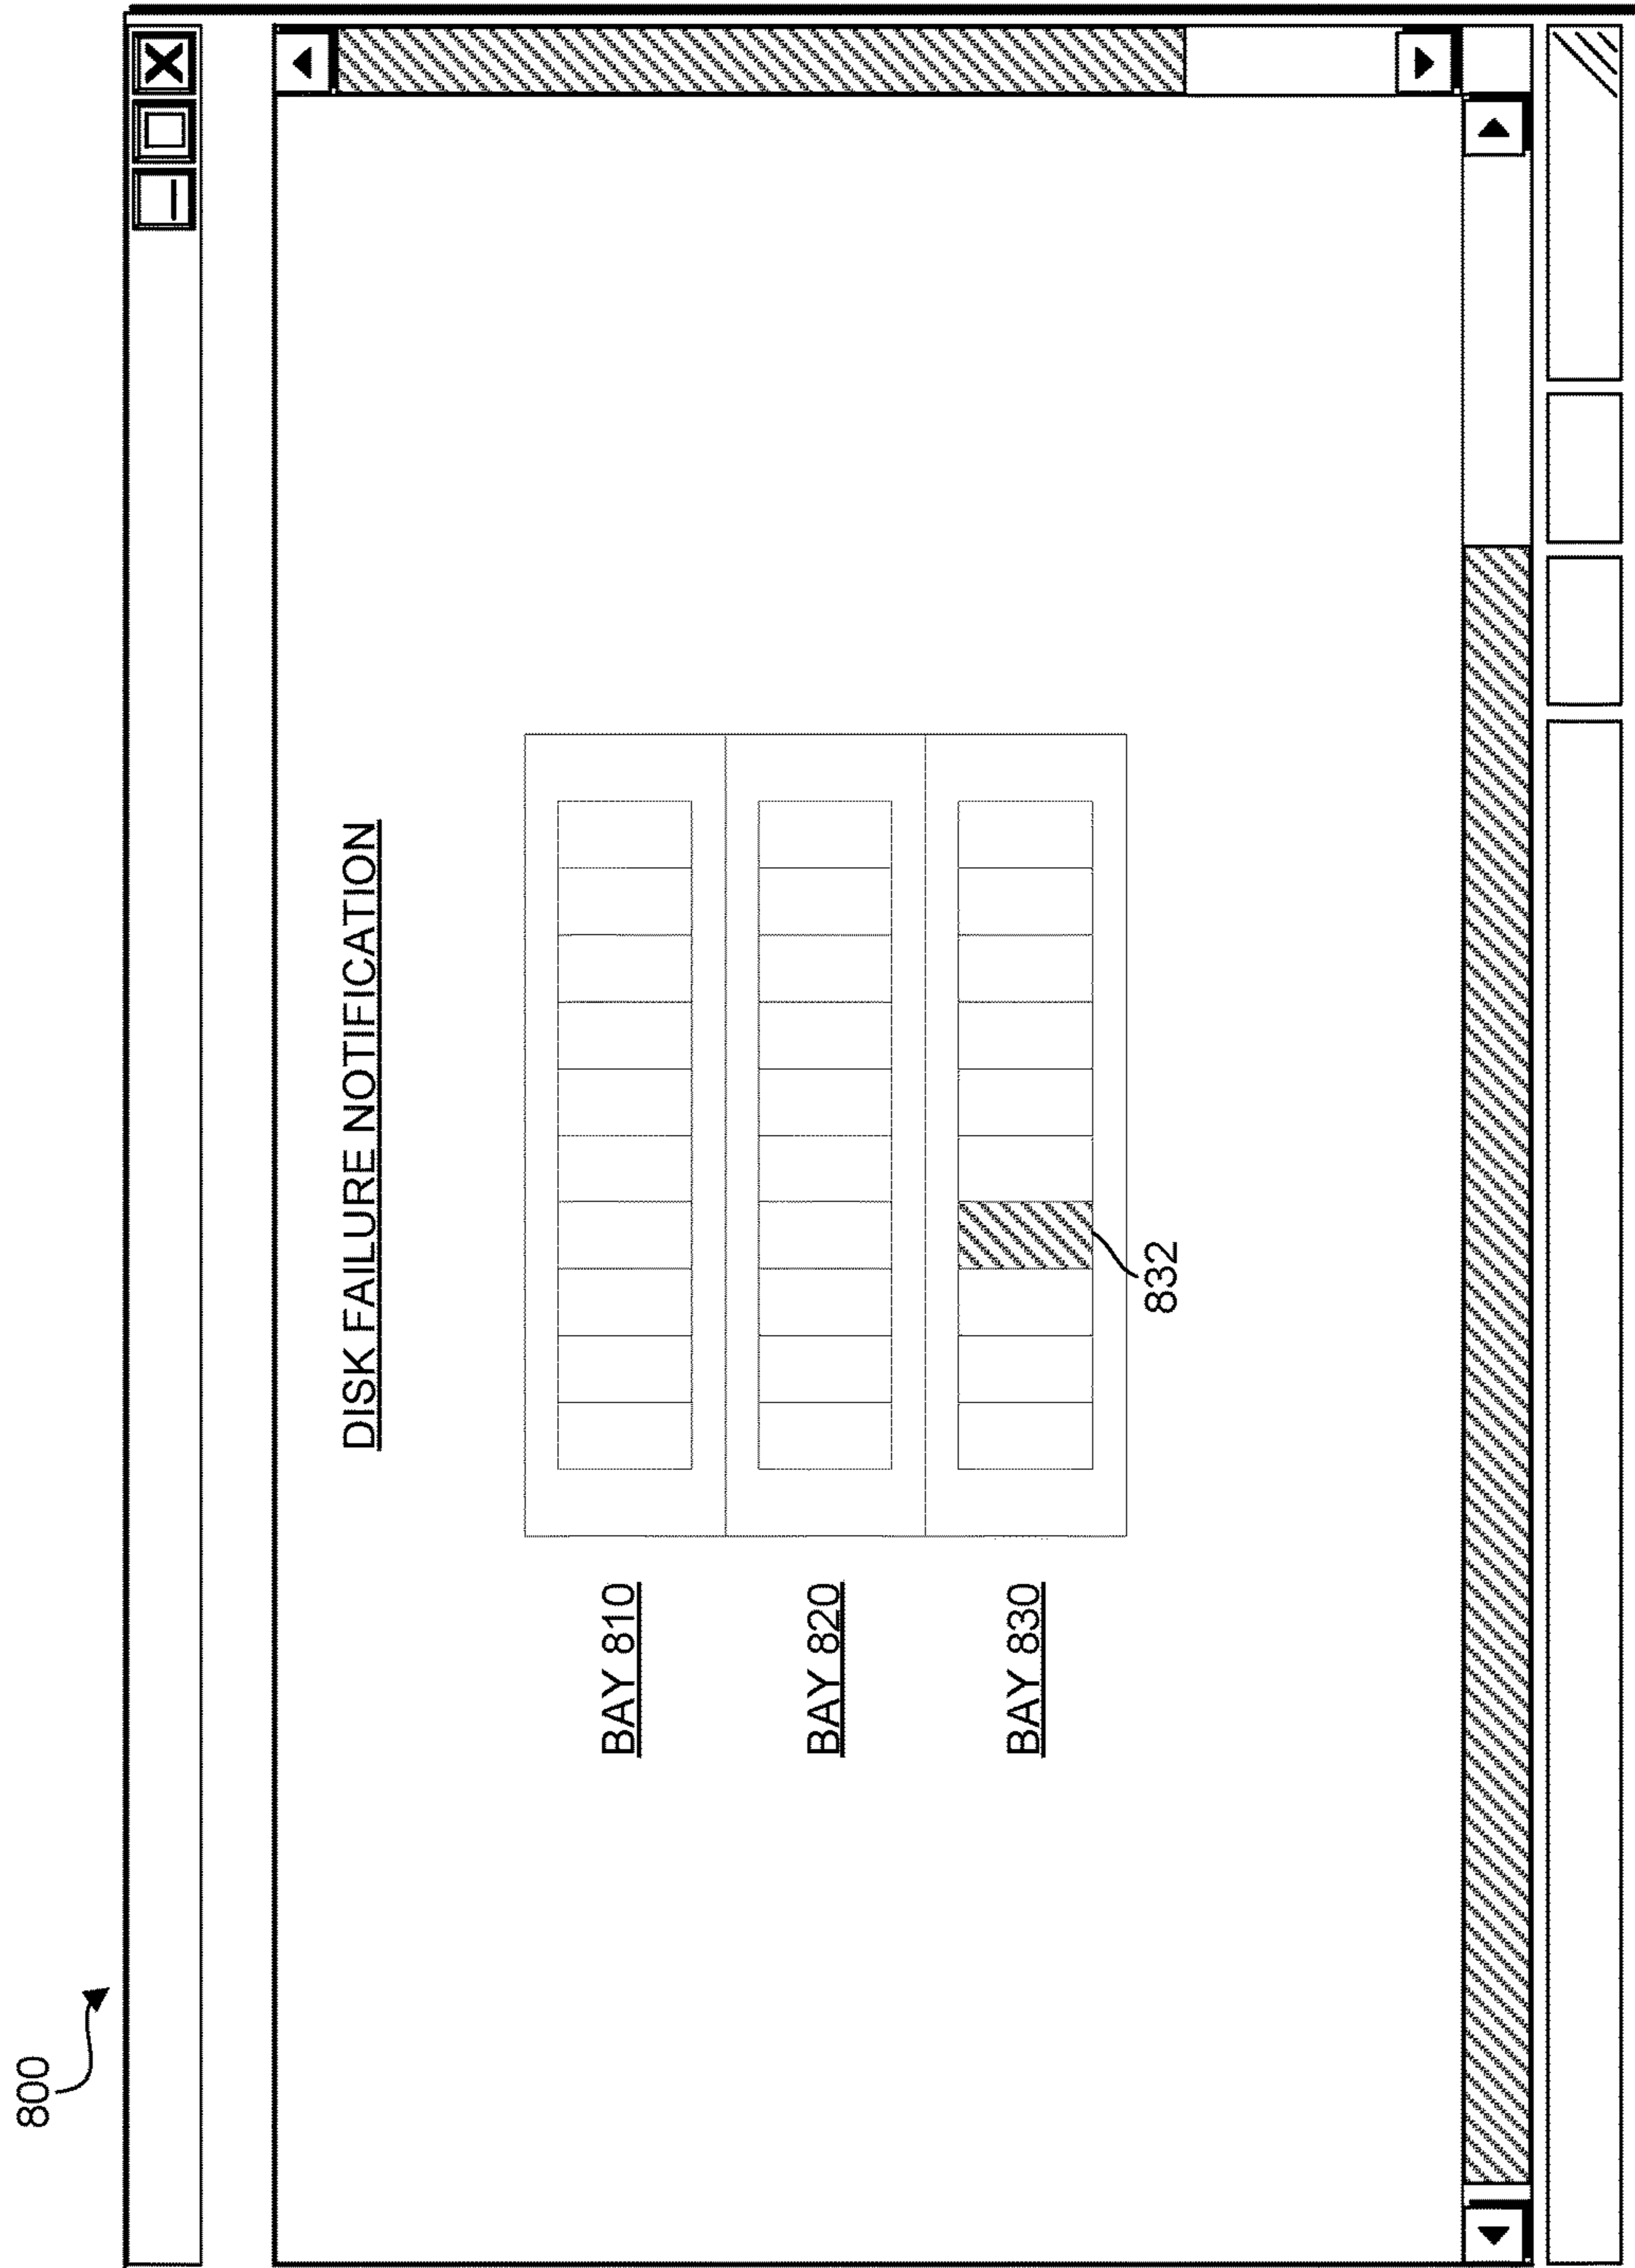 800
DISK FAILURE NOTIFICATION
BAY 810
BAY 820
BAY 830
832